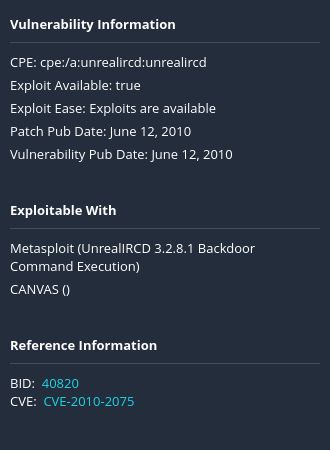 Vulnerability Information
CPE: cpe:/a:unrealircd:unrealircd
Exploit Available: true
Exploit Ease: Exploits are available
Patch Pub Date: June 12, 2010
Vulnerability Pub Date: June 12, 2010
Exploitable With
Metasploit (UnrealIRCD 3.2.8.1 Backdoor
Command Execution)
CANVAS ()
Reference Information
BID: 40820
CVE: CVE-2010-2075